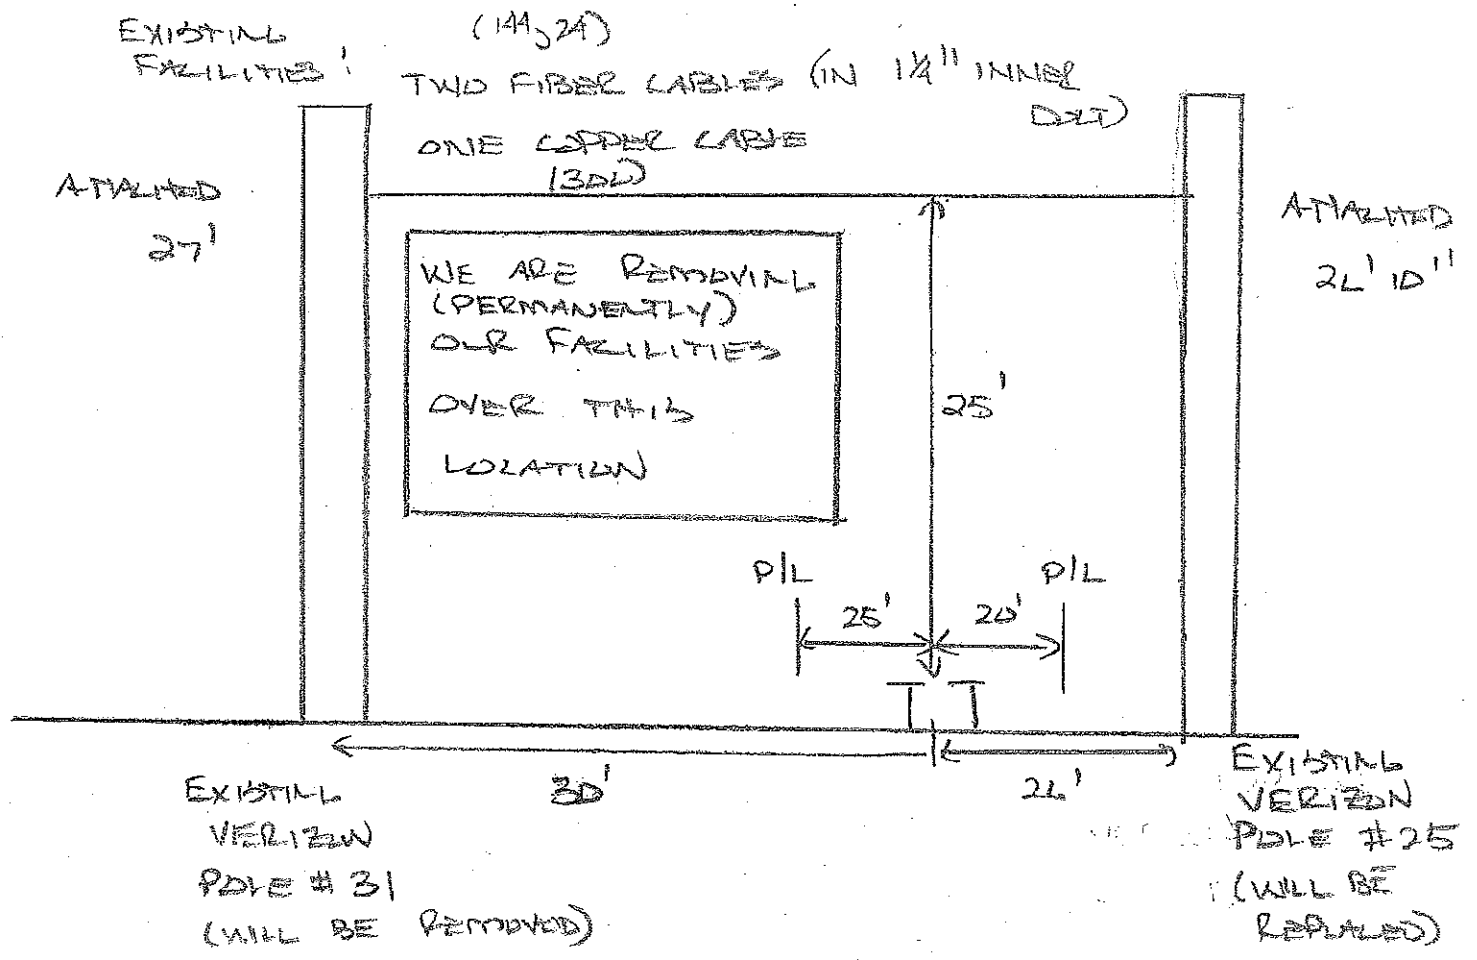 EXISTING
FACILITIES:
(144, 24)
TWO FIBER CABLES (IN 1¼" INNER
DUCT)
ONE COPPER CABLE
(300)
ATTACHED
27'
ATTACHED
26' 10"
WE ARE REMOVING
(PERMANENTLY)
OUR FACILITIES
OVER THIS
LOCATION
25'
P/L
P/L
25'
20'
30'
26'
EXISTING
VERIZON
POLE # 31
(WILL BE REMOVED)
EXISTING
VERIZON
POLE #25
(WILL BE
REPLACED)